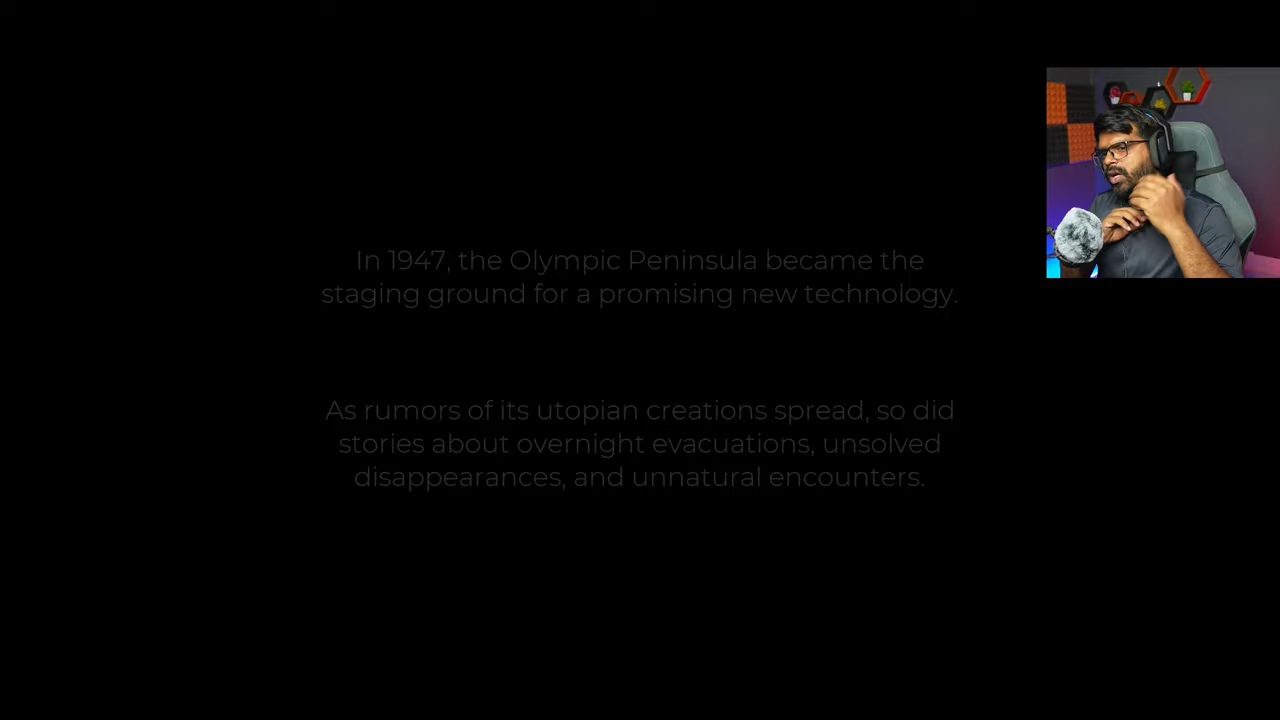 In 1947, the Olympic Peninsula became the
staging ground for a promising new technology.
As rumors of its utopian creations spread, so did
stories about overnight evacuations, unsolved
disappearances, and unnatural encounters.